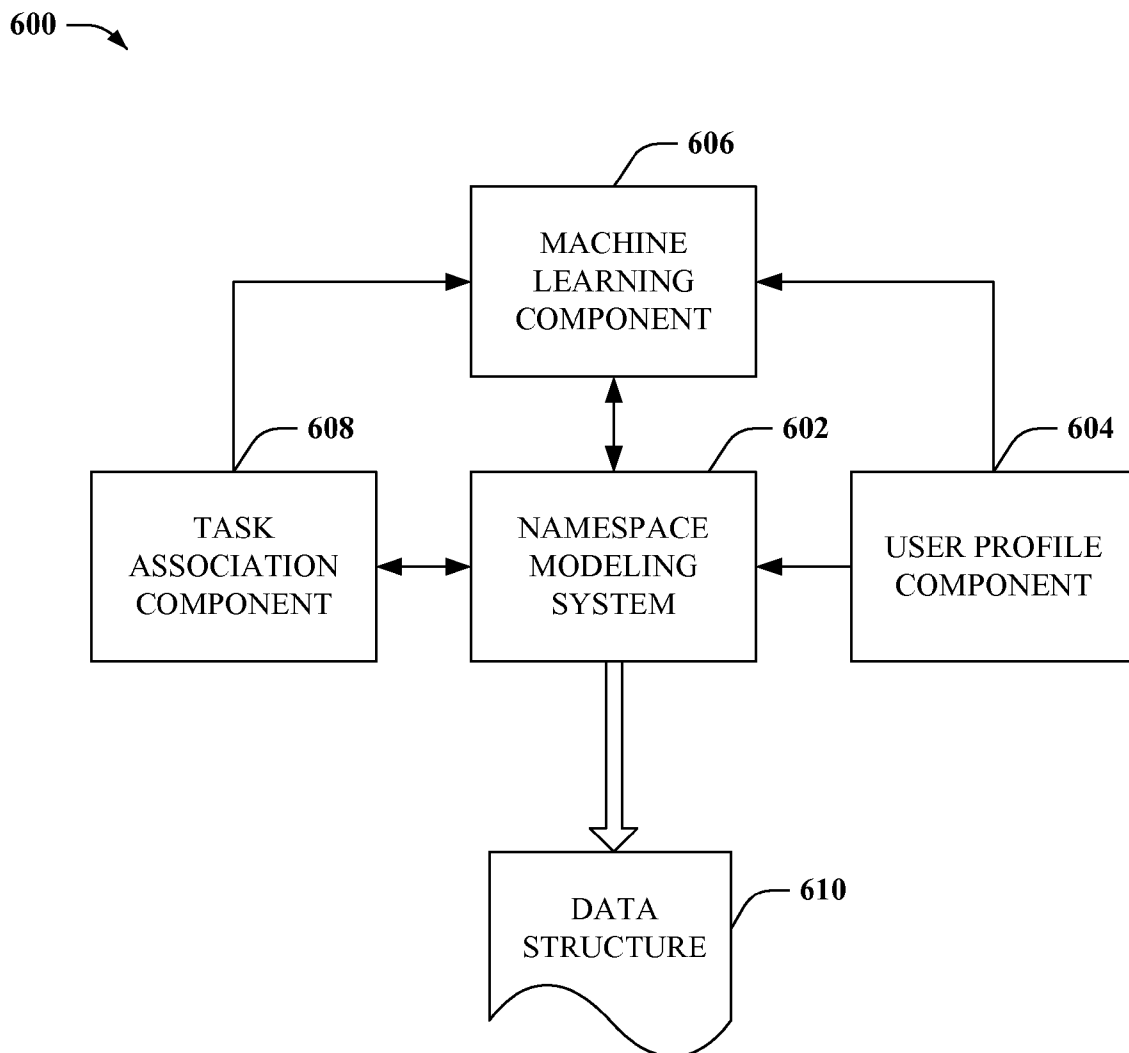 600
606
MACHINE
LEARNING
COMPONENT
608
602
604
TASK
ASSOCIATION
COMPONENT
NAMESPACE
MODELING
SYSTEM
USER PROFILE
COMPONENT
610
DATA
STRUCTURE